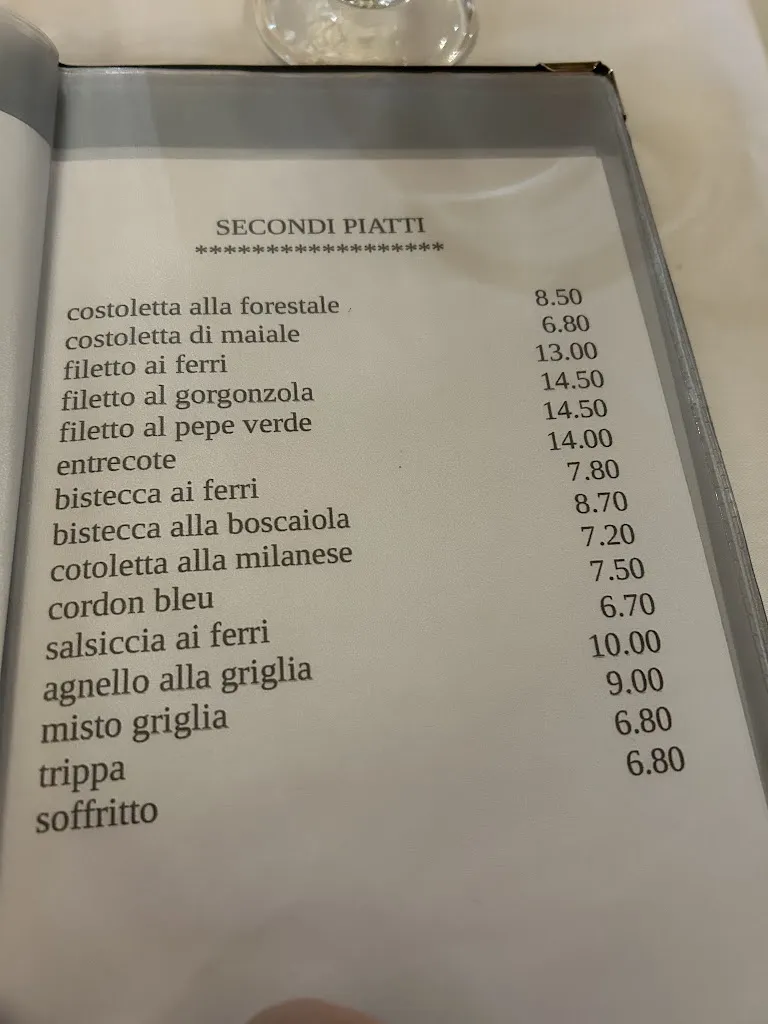 SECONDI PIATTI
*****************
costoletta alla forestale 8.50
costoletta di maiale 6.80
filetto ai ferri 13.00
filetto al gorgonzola 14.50
filetto al pepe verde 14.50
entrecote 14.00
bistecca ai ferri 7.80
bistecca alla boscaiola 8.70
cotoletta alla milanese 7.20
cordon bleu 7.50
salsiccia ai ferri 6.70
agnello alla griglia 10.00
misto griglia 9.00
trippa 6.80
soffritto 6.80